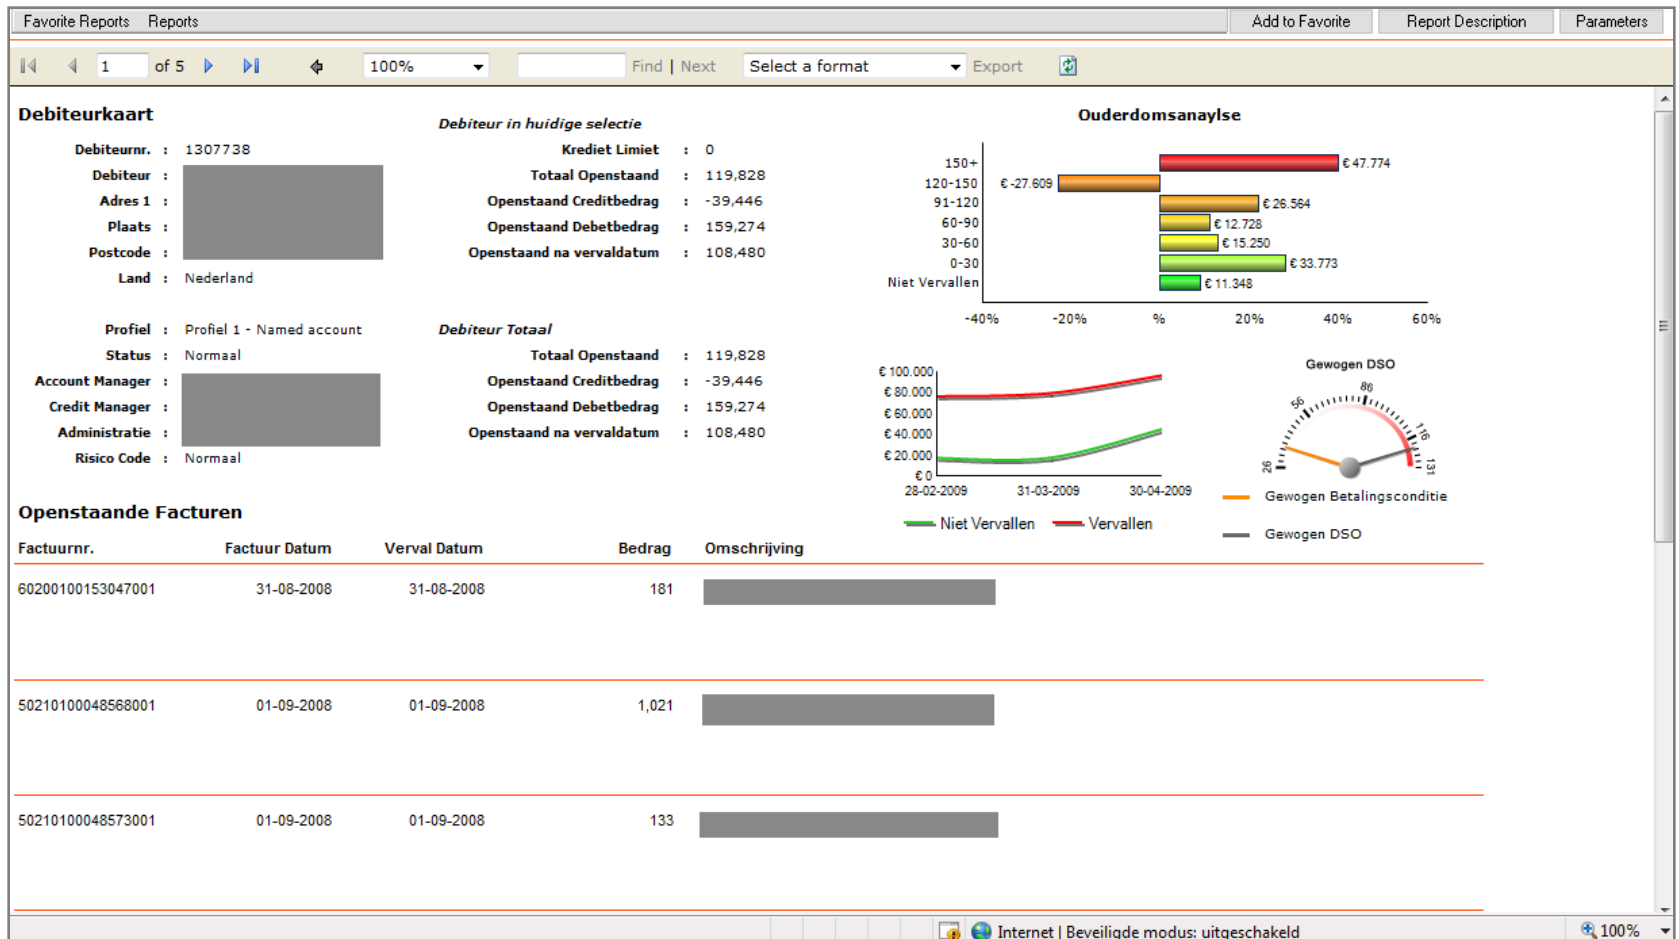 Favorite Reports Reports Add to Favorite Report Description Parameters
1 of 5 100% Find | Next Select a format Export
Debiteurkaart
Debiteurnr. : 1307738
Debiteur :
Adres 1 :
Plaats :
Postcode :
Land : Nederland
Profiel : Profiel 1 - Named account
Status : Normaal
Account Manager :
Credit Manager :
Administratie :
Risico Code : Normaal
Debiteur in huidige selectie
Krediet Limiet : 0
Totaal Openstaand : 119,828
Openstaand Creditbedrag : -39,446
Openstaand Debetbedrag : 159,274
Openstaand na vervaldatum : 108,480
Debiteur Totaal
Totaal Openstaand : 119,828
Openstaand Creditbedrag : -39,446
Openstaand Debetbedrag : 159,274
Openstaand na vervaldatum : 108,480
Ouderdomsanaylse
150+ € 47.774
120-150 € -27.609
91-120 € 26.564
60-90 € 12.728
30-60 € 15.250
0-30 € 33.773
Niet Vervallen € 11.348
-40% -20% % 20% 40% 60%
€ 100.000
€ 80.000
€ 60.000
€ 40.000
€ 20.000
€ 0
28-02-2009 31-03-2009 30-04-2009
Niet Vervallen Vervallen
Gewogen DSO
26 56 86 116 131
Gewogen Betalingsconditie
Gewogen DSO
Openstaande Facturen
Factuurnr. Factuur Datum Verval Datum Bedrag Omschrijving
60200100153047001 31-08-2008 31-08-2008 181
50210100048568001 01-09-2008 01-09-2008 1,021
50210100048573001 01-09-2008 01-09-2008 133
Internet | Beveiligde modus: uitgeschakeld 100%